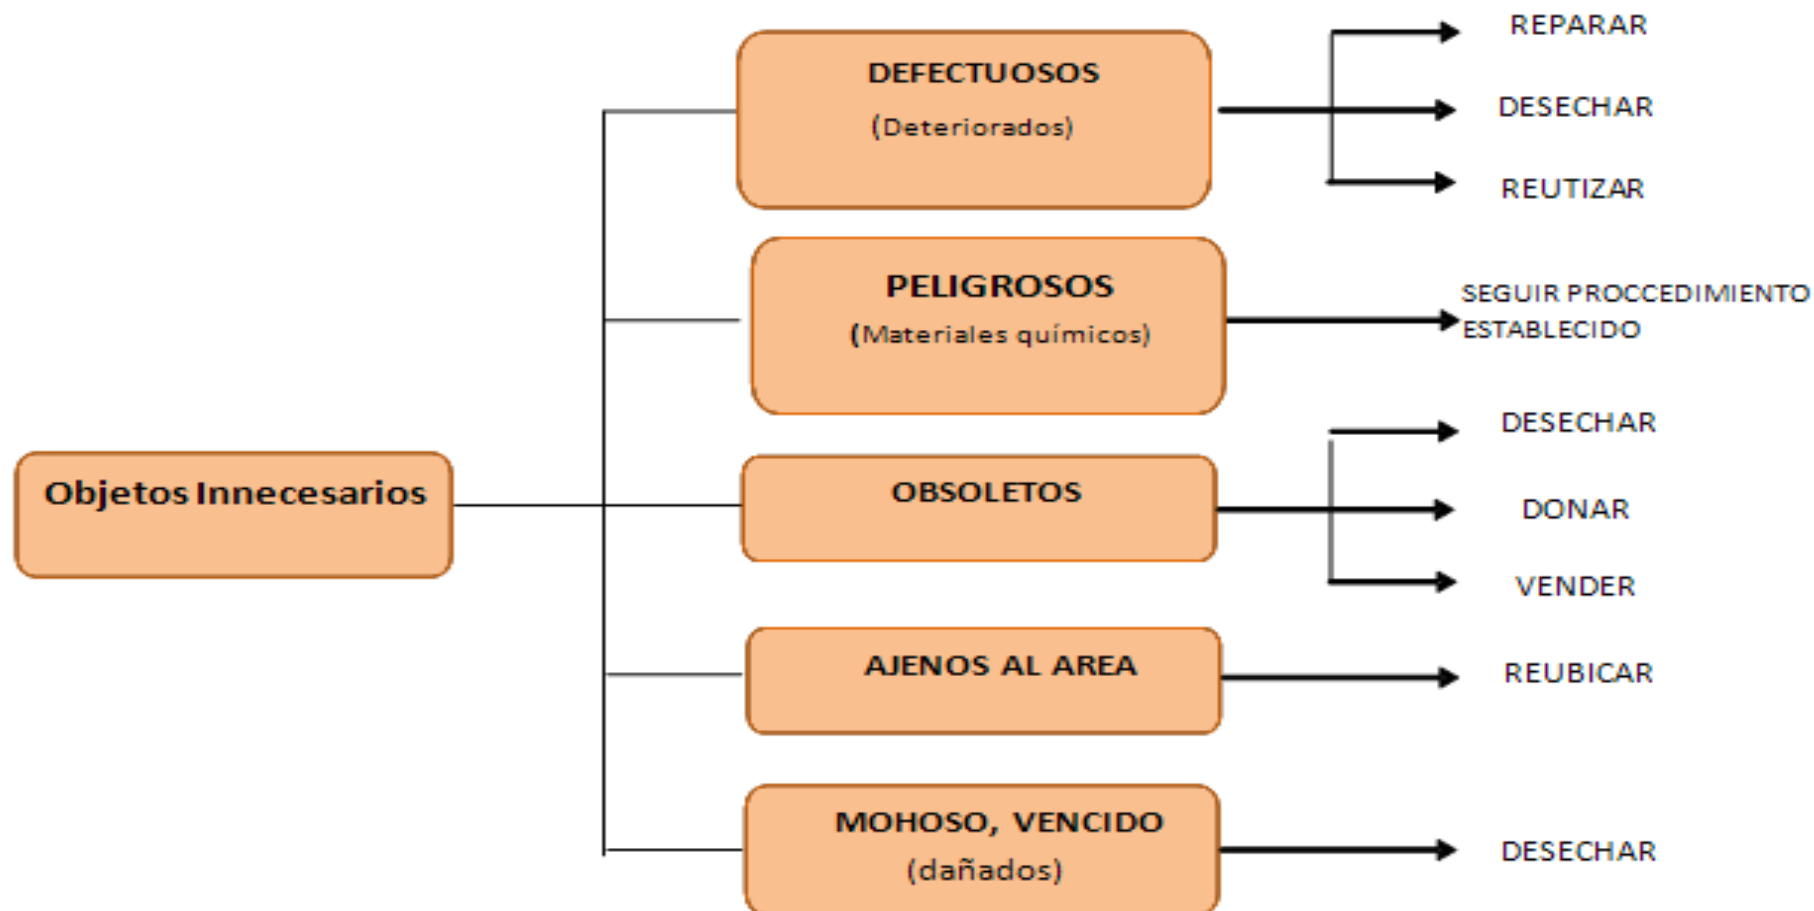 Objetos Innecesarios
DEFECTUOSOS
(Deteriorados)
REPARAR
DESECHAR
REUTIZAR
PELIGROSOS
(Materiales químicos)
SEGUIR PROCCEDIMIENTO
ESTABLECIDO
OBSOLETOS
DESECHAR
DONAR
VENDER
AJENOS AL AREA
REUBICAR
MOHOSO, VENCIDO
(dañados)
DESECHAR